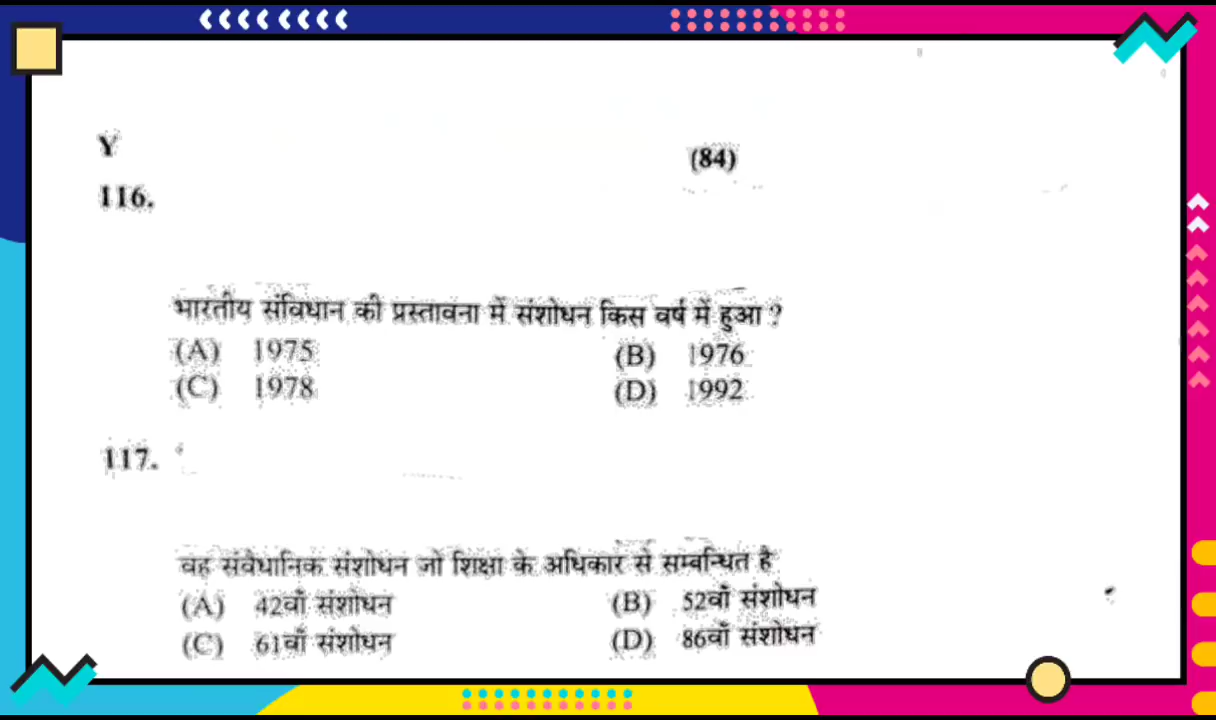 Y
(84)
116.
भारतीय संविधान की प्रस्तावना में संशोधन किस वर्ष में हुआ ?
(A) 1975 (B) 1976
(C) 1978 (D) 1992
117.
वह संवैधानिक संशोधन जो शिक्षा के अधिकार से सम्बन्धित है
(A) 42वाँ संशोधन (B) 52वाँ संशोधन
(C) 61वाँ संशोधन (D) 86वाँ संशोधन